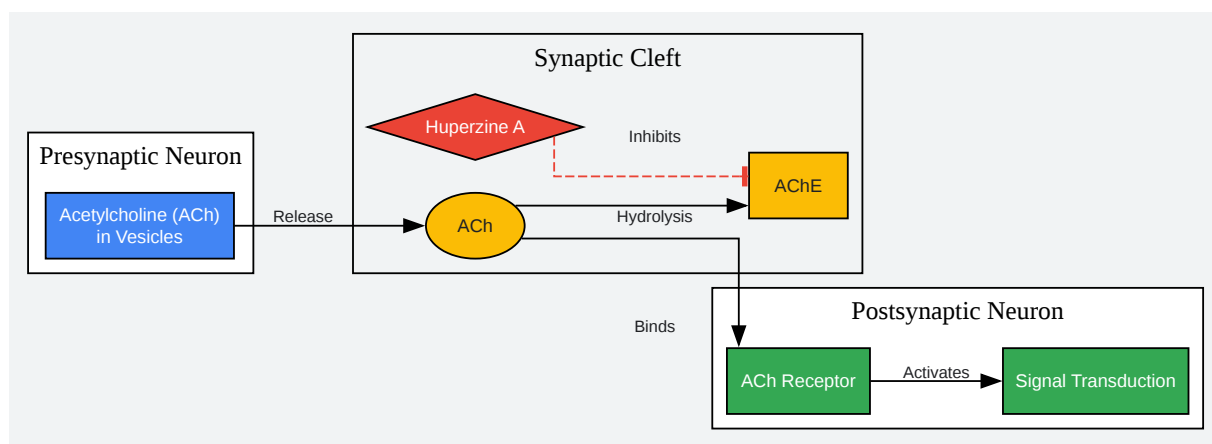 Synaptic Cleft
Huperzine A
Inhibits
Presynaptic Neuron
AChE
Acetylcholine (ACh)
in Vesicles
Release
ACh
Hydrolysis
Postsynaptic Neuron
Binds
ACh Receptor
Activates
Signal Transduction